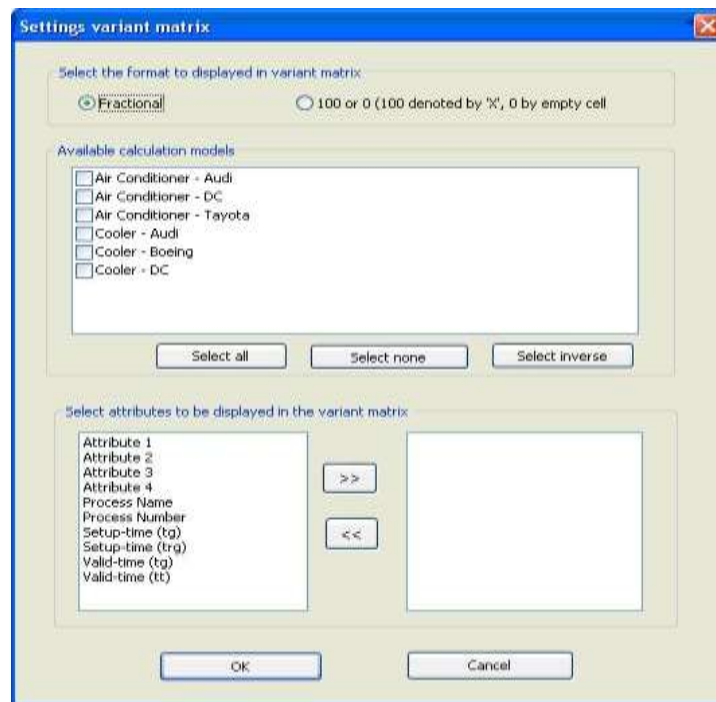 Settings variant matrix
Select the format to displayed in variant matrix
Fractional
100 or 0 (100 denoted by 'X', 0 by empty cell
Available calculation models
Air Conditioner - Audi
Air Conditioner - DC
Air Conditioner - Tayota
Cooler - Audi
Cooler - Boeing
Cooler - DC
Select all
Select none
Select inverse
Select attributes to be displayed in the variant matrix
Attribute 1
Attribute 2
Attribute 3
Attribute 4
Process Name
Process Number
Setup-time (tg)
Setup-time (trg)
Valid-time (tg)
Valid-time (tt)
>>
<<
OK
Cancel